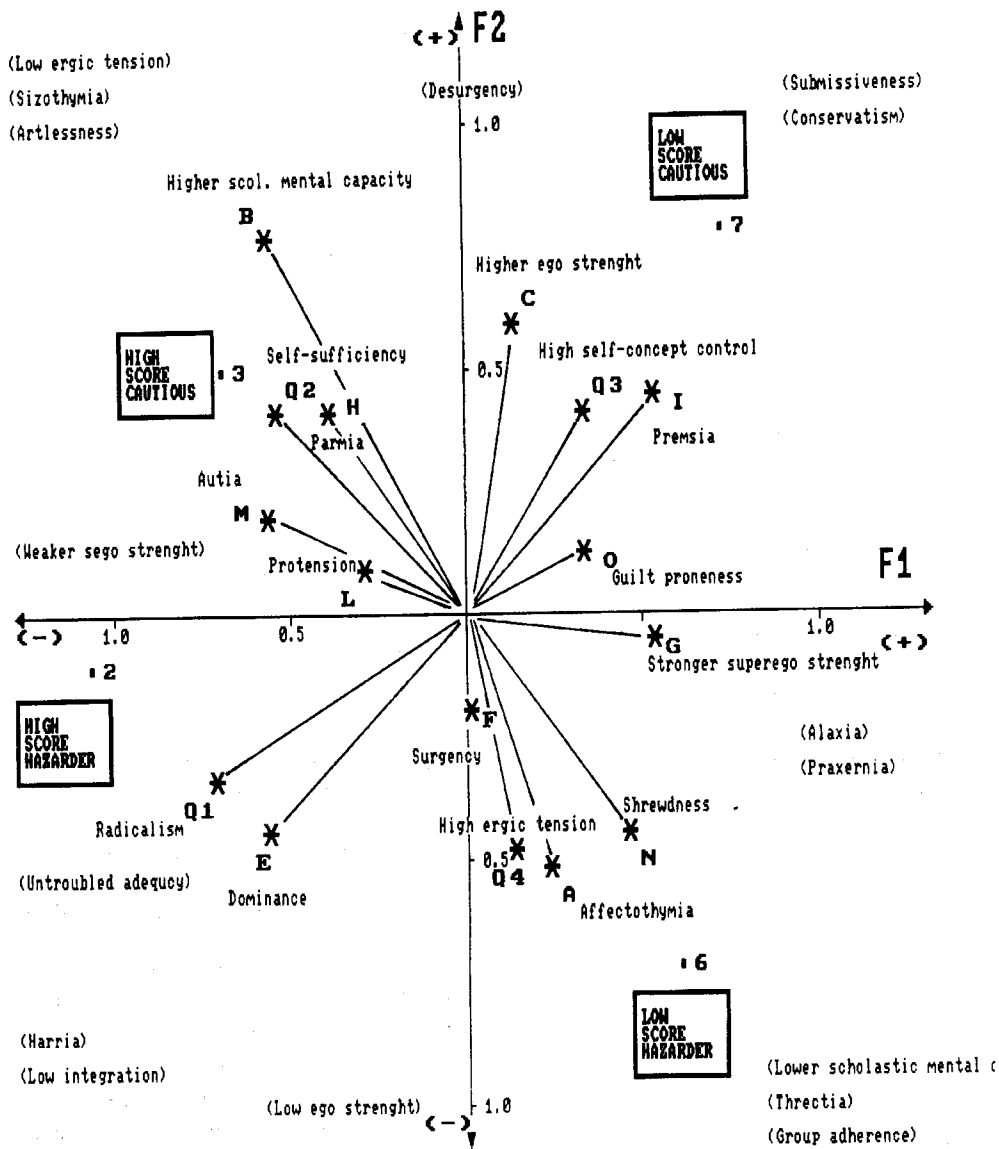 (+) F2
(Low ergic tension)
(Sizothymia)
(Artlessness)
(Desurgency)
(Submissiveness)
(Conservatism)
1.0
LOW
SCORE
CAUTIOUS
7
Higher scol. mental capacity
B
Higher ego strenght
C
HIGH
SCORE
CAUTIOUS
3
Self-sufficiency
Q2
H
Parmia
0.5
High self-concept control
Q3
I
Premsia
Autia
M
(Weaker sego strenght)
Protension
L
O
Guilt proneness
F1
(-)
1.0
0.5
1.0
(+)
G
Stronger superego strenght
2
HIGH
SCORE
HAZARDER
F
Surgency
(Alaxia)
(Praxernia)
Q1
Radicalism
E
Dominance
(Untroubled adequcy)
High ergic tension
0.5
Q4
A
Affectothymia
Shrewdness
N
6
LOW
SCORE
HAZARDER
(Harria)
(Low integration)
(Low ego strenght)
1.0
(-)
(Lower scholastic mental c
(Threctia)
(Group adherence)